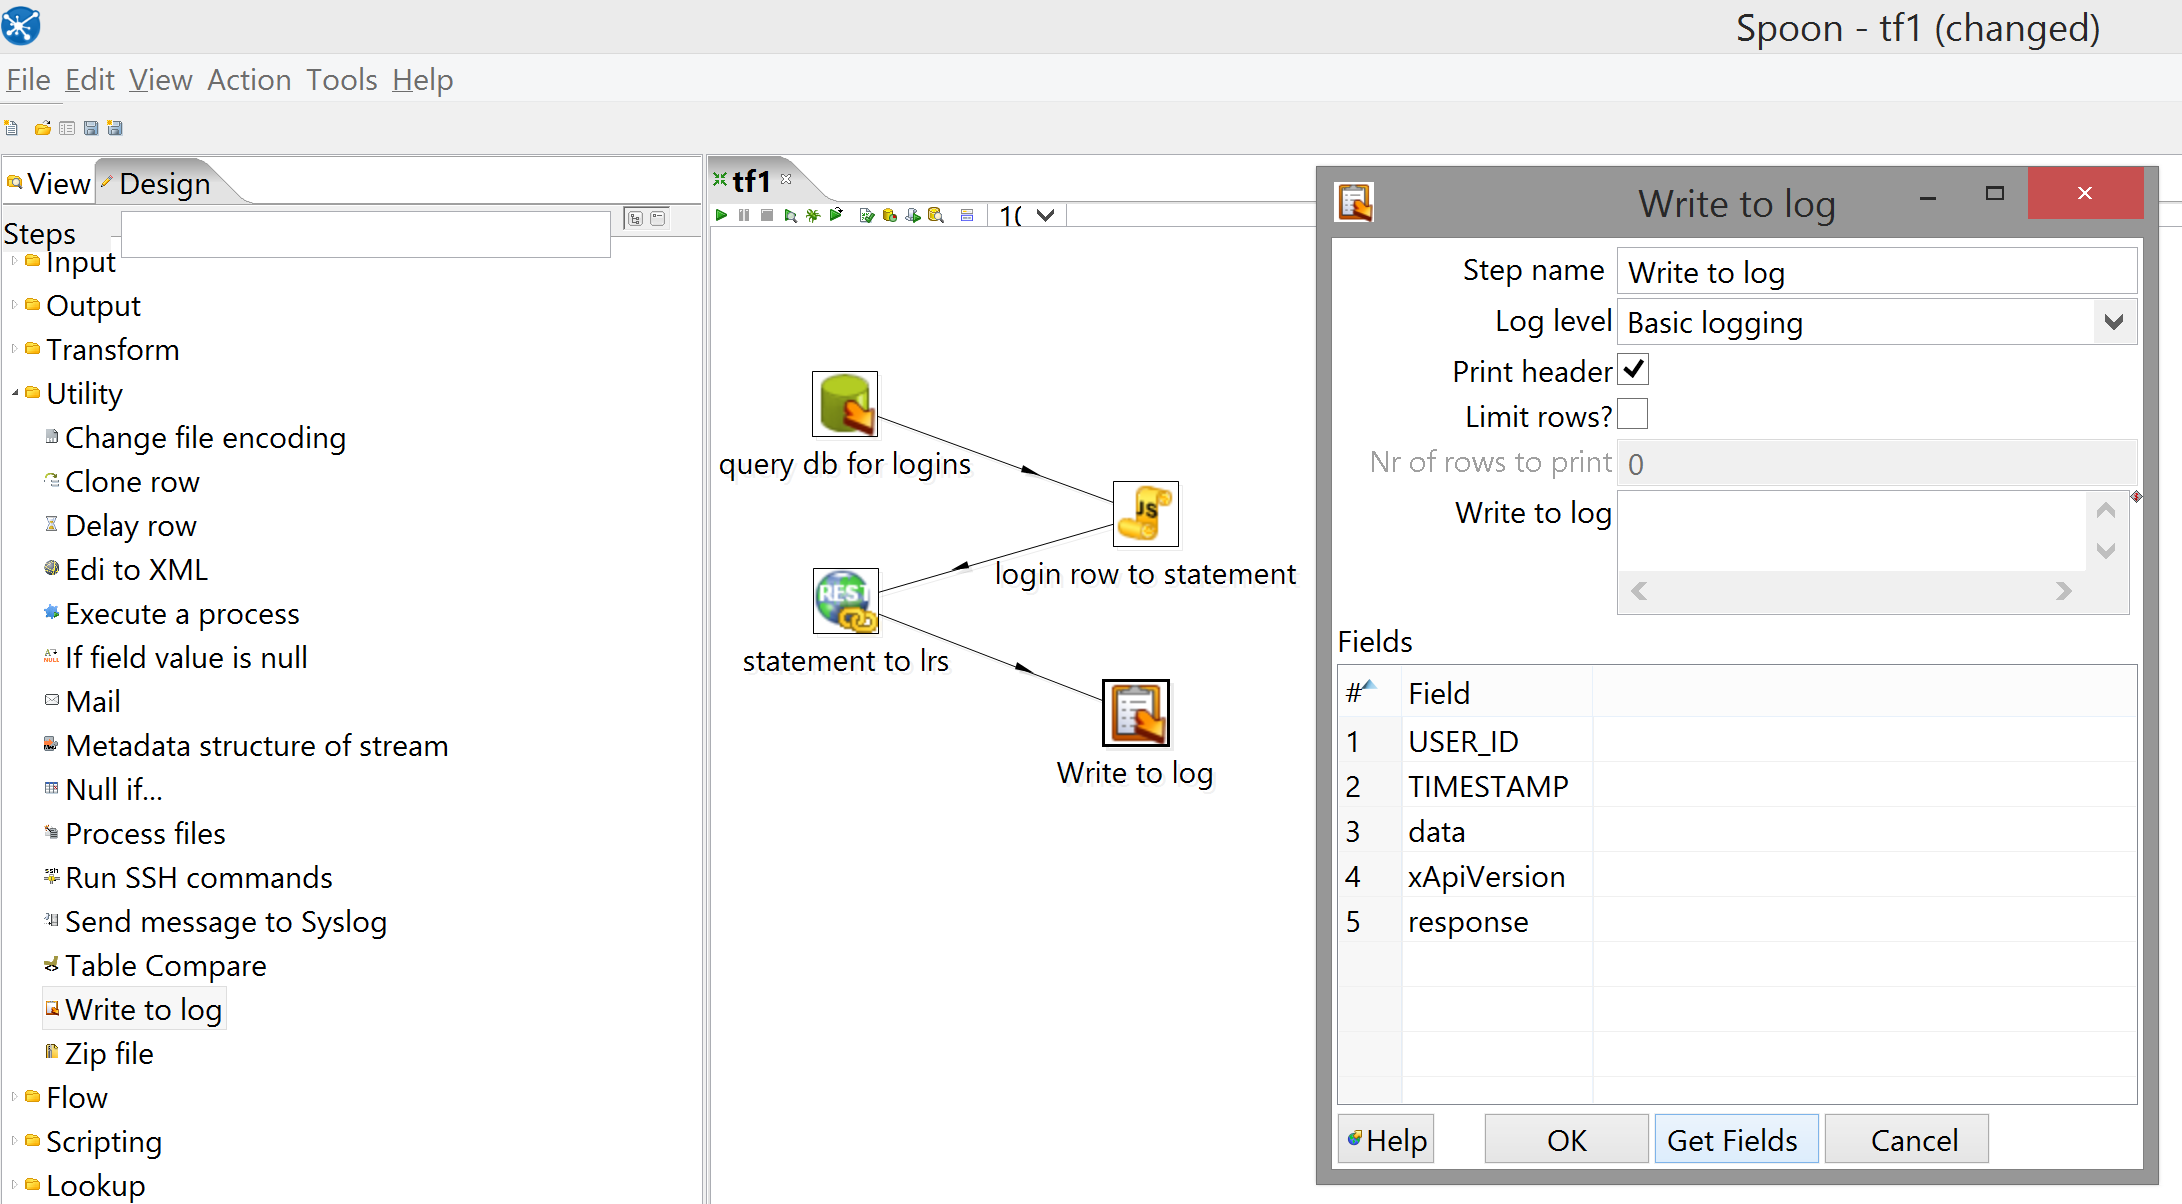 Spoon - tf1 (changed)
File Edit View Action Tools Help
View Design
Steps
Input
Output
Transform
Utility
Change file encoding
Clone row
Delay row
Edi to XML
Execute a process
If field value is null
Mail
Metadata structure of stream
Null if...
Process files
Run SSH commands
Send message to Syslog
Table Compare
Write to log
Zip file
Flow
Scripting
Lookup
tf1
query db for logins
JS
login row to statement
REST
statement to lrs
Write to log
Write to log
Step name Write to log
Log level Basic logging
Print header
Limit rows?
Nr of rows to print 0
Write to log
Fields
# Field
1 USER_ID
2 TIMESTAMP
3 data
4 xApiVersion
5 response
Help OK Get Fields Cancel